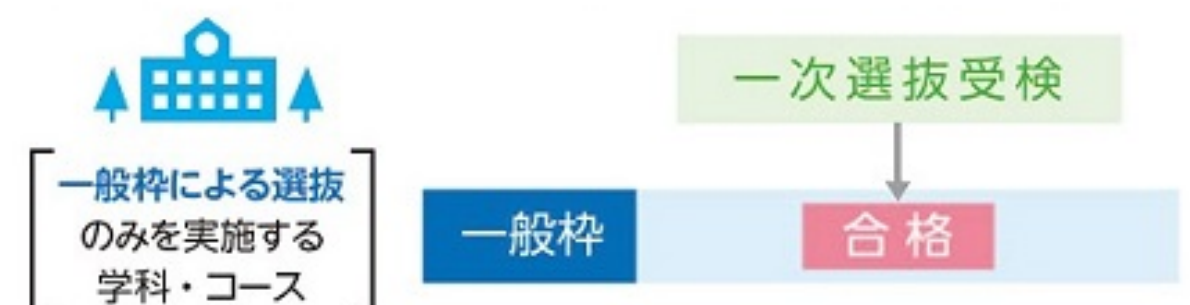 一般枠による選抜
のみを実施する
学科・コース
一次選抜受検
一般枠
合格